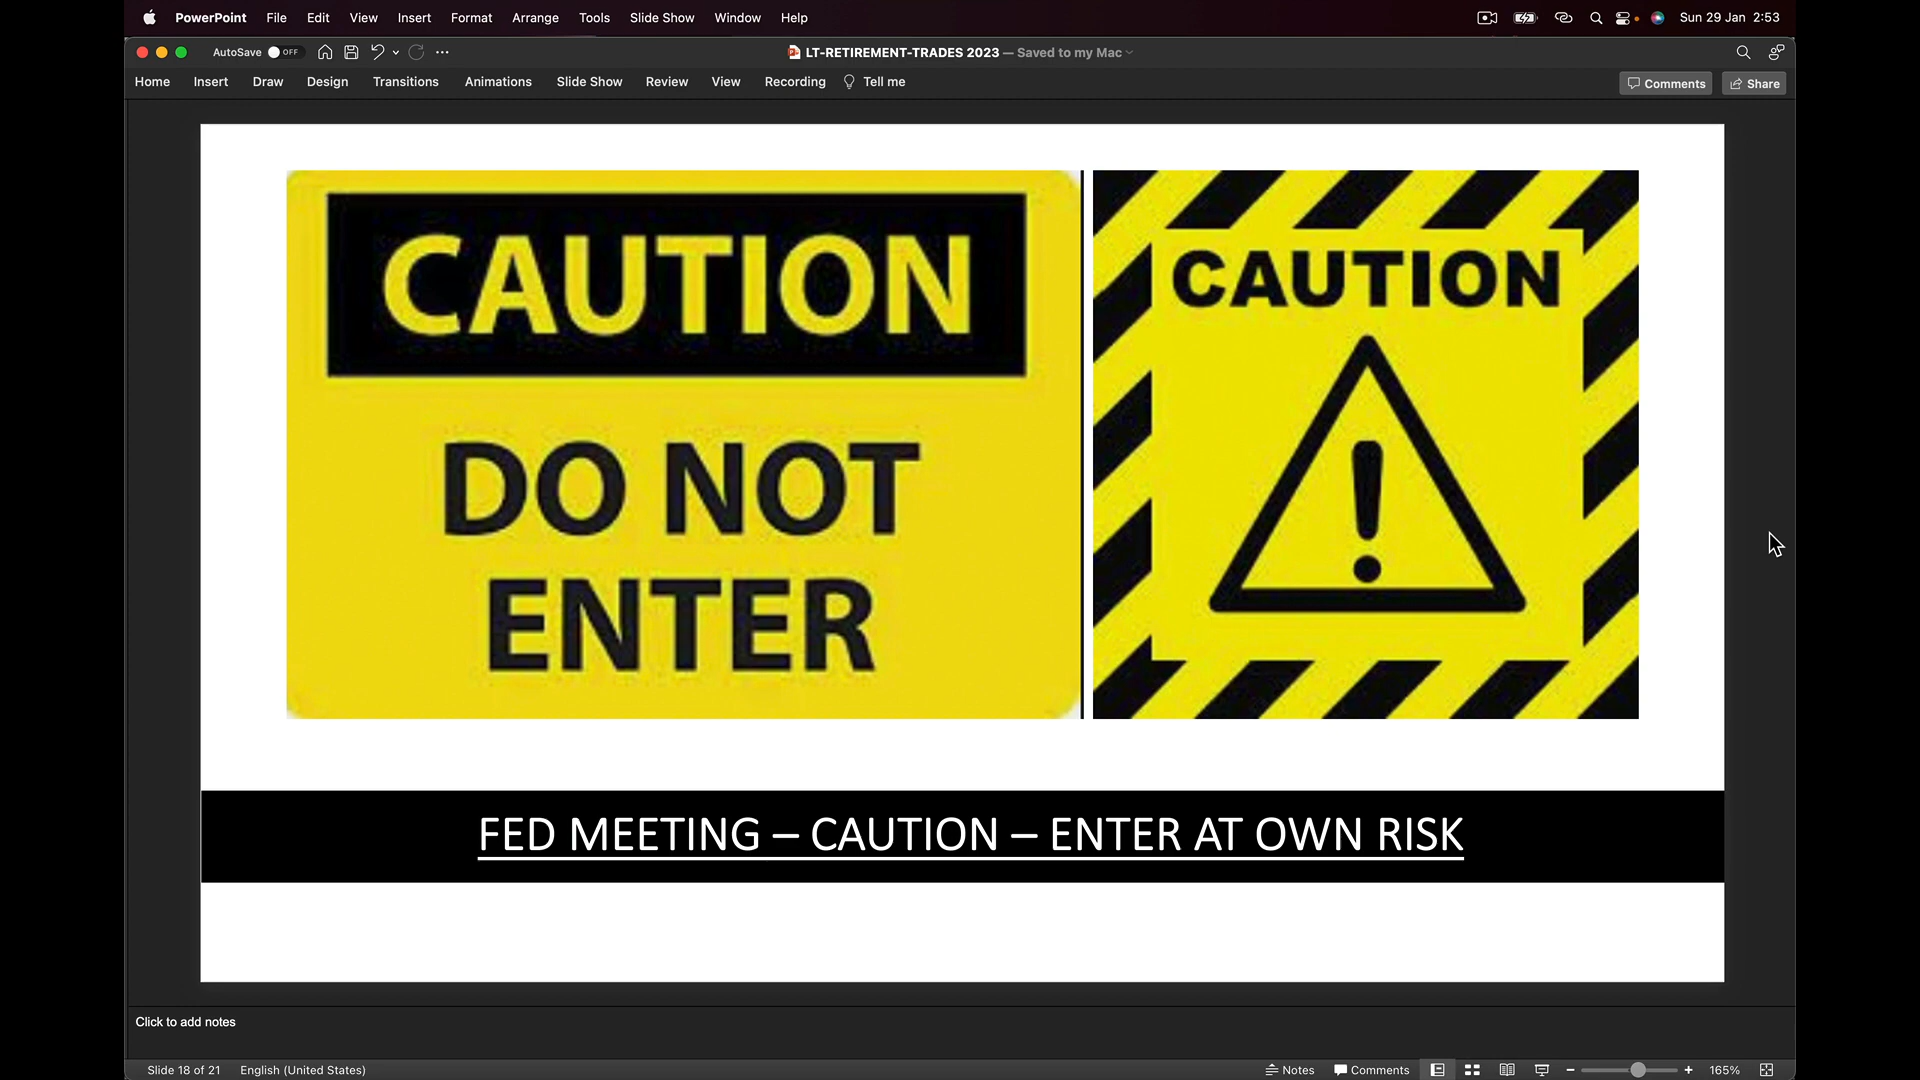 PowerPoint File Edit View Insert Format Arrange Tools Slide Show Window Help Sun 29 Jan 2:53
AutoSave OFF LT-RETIREMENT-TRADES 2023 — Saved to my Mac
Home Insert Draw Design Transitions Animations Slide Show Review View Recording Tell me Comments Share
CAUTION
DO NOT
ENTER
CAUTION
!
FED MEETING – CAUTION – ENTER AT OWN RISK
Click to add notes
Slide 18 of 21 English (United States) Notes Comments 165%